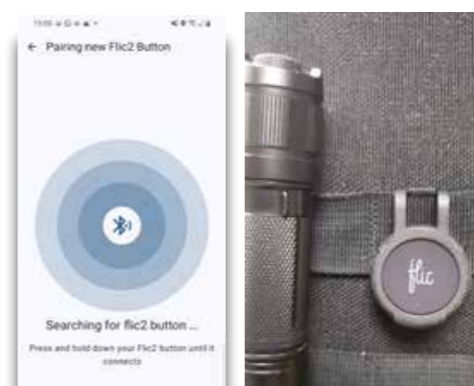 Pairing new Flic2 Button
Searching for flic2 button ...
Press and hold down your Flic2 button until it
connects
flic